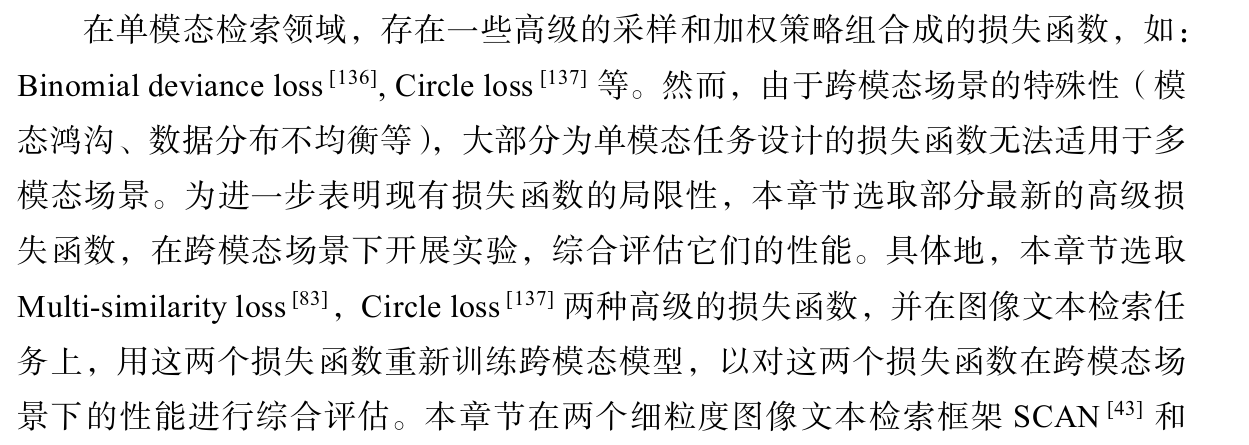 在单模态检索领域，存在一些高级的采样和加权策略组合成的损失函数，如：
Binomial deviance loss[136], Circle loss[137] 等。然而，由于跨模态场景的特殊性（模
态鸿沟、数据分布不均衡等），大部分为单模态任务设计的损失函数无法适用于多
模态场景。为进一步表明现有损失函数的局限性，本章节选取部分最新的高级损
失函数，在跨模态场景下开展实验，综合评估它们的性能。具体地，本章节选取
Multi-similarity loss[83]，Circle loss[137] 两种高级的损失函数，并在图像文本检索任
务上，用这两个损失函数重新训练跨模态模型，以对这两个损失函数在跨模态场
景下的性能进行综合评估。本章节在两个细粒度图像文本检索框架 SCAN[43] 和